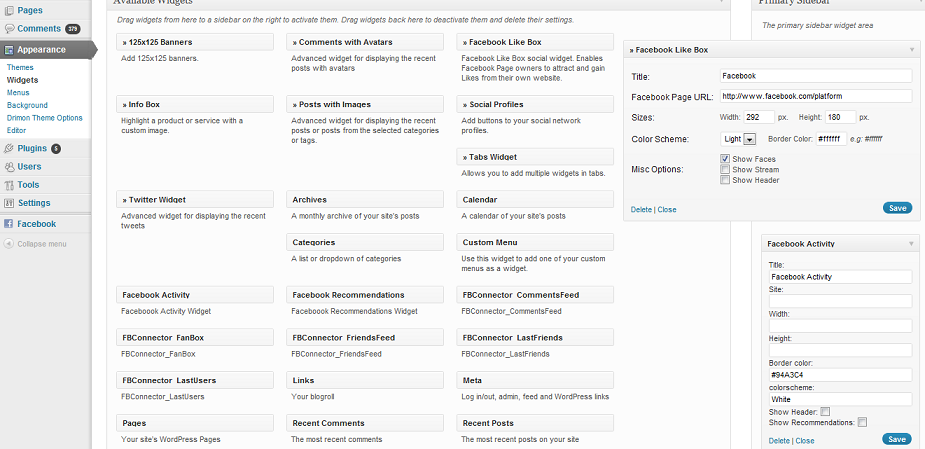 Pages
Comments 379
Appearance
Themes
Widgets
Menus
Background
Drimon Theme Options
Editor
Plugins 5
Users
Tools
Settings
Facebook
Collapse menu
Available Widgets
Drag widgets from here to a sidebar on the right to activate them. Drag widgets back here to deactivate them and delete their settings.
» 125x125 Banners
Add 125x125 banners.
» Comments with Avatars
Advanced widget for displaying the recent
posts with avatars
» Facebook Like Box
Facebook Like Box social widget. Enables
Facebook Page owners to attract and gain
Likes from their own website.
» Info Box
Highlight a product or service with a
custom image.
» Posts with Images
Advanced widget for displaying the recent
posts or posts from the selected categories
or tags.
» Social Profiles
Add buttons to your social network
profiles.
» Tabs Widget
Allows you to add multiple widgets in tabs.
» Twitter Widget
Advanced widget for displaying the recent
tweets
Archives
A monthly archive of your site's posts
Calendar
A calendar of your site's posts
Categories
A list or dropdown of categories
Custom Menu
Use this widget to add one of your custom
menus as a widget.
Facebook Activity
Faceboook Activity Widget
Facebook Recommendations
Faceboook Recommendations Widget
FBConnector CommentsFeed
FBConnector_CommentsFeed
FBConnector FanBox
FBConnector_FanBox
FBConnector FriendsFeed
FBConnector_FriendsFeed
FBConnector LastFriends
FBConnector_LastFriends
FBConnector LastUsers
FBConnector_LastUsers
Links
Your blogroll
Meta
Log in/out, admin, feed and WordPress links
Pages
Your site's WordPress Pages
Recent Comments
The most recent comments
Recent Posts
The most recent posts on your site
Primary Sidebar
The primary sidebar widget area
» Facebook Like Box
Title: Facebook
Facebook Page URL: http://www.facebook.com/platform
Sizes: Width: 292 px. Height: 180 px.
Color Scheme: Light Border Color: #ffffff e.g: #ffffff
Misc Options:
Show Faces
Show Stream
Show Header
Delete | Close Save
Facebook Activity
Title:
Facebook Activity
Site:
Width:
Height:
Border color:
#94A3C4
colorscheme:
White
Show Header:
Show Recommendations:
Delete | Close Save